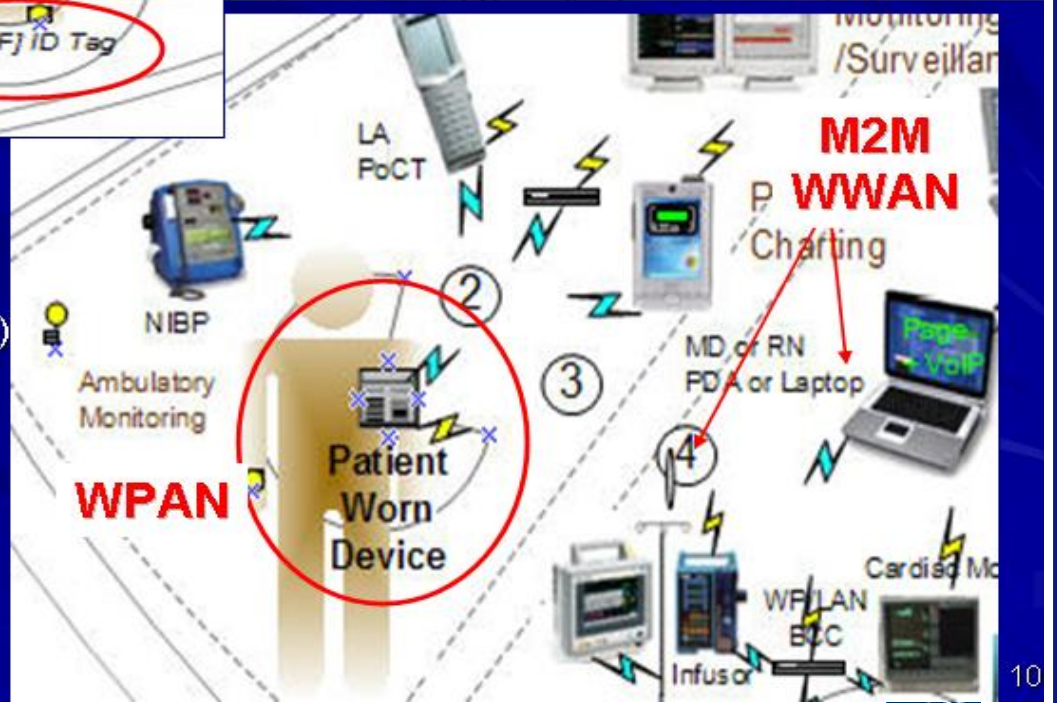 F] ID Tag
/Surveillan
LA
PoCT
M2M
WWAN
P
Charting
2
NIBP
Page
+ VoIP
MD or RN
PDA or Laptop
3
Ambulatory
Monitoring
4
Patient
Worn
Device
WPAN
Cardiac Mo
WP/LAN
BCC
Infusor
10